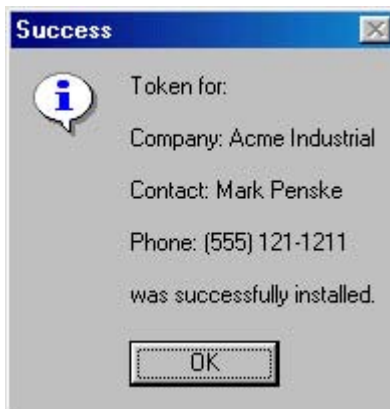 Success
Token for:
Company: Acme Industrial
Contact: Mark Penske
Phone: (555) 121-1211
was successfully installed.
OK